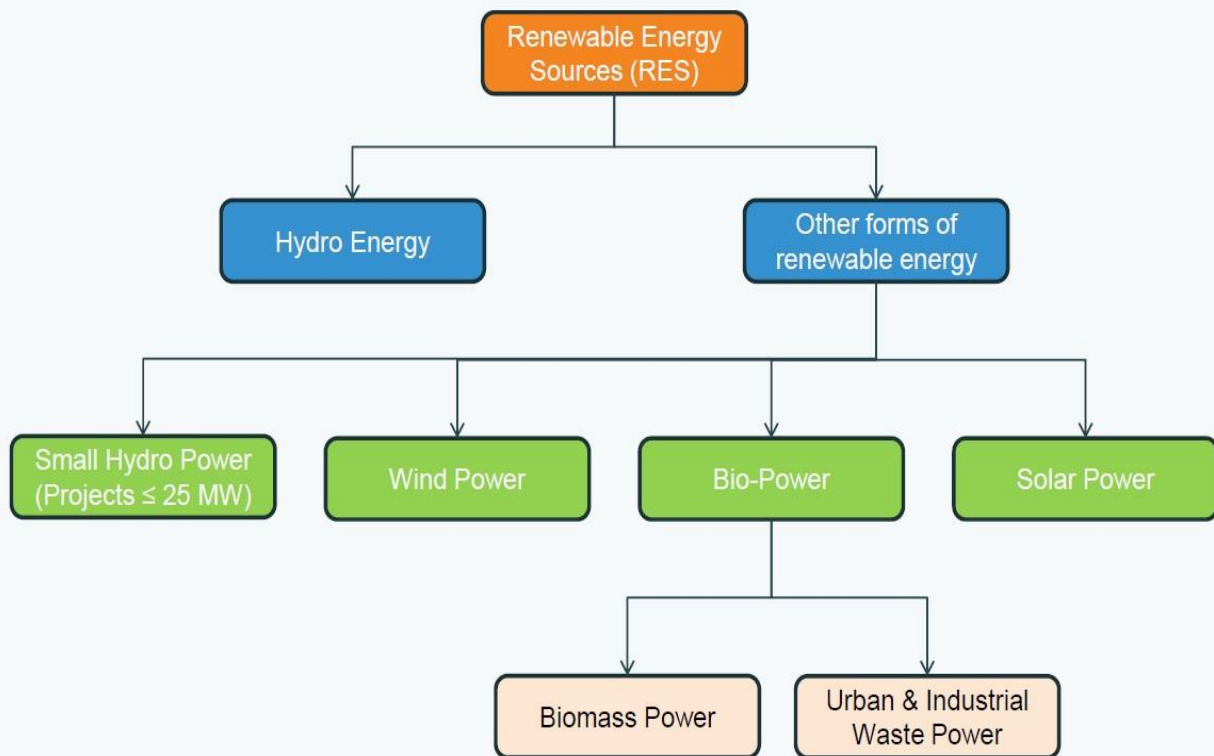 Renewable Energy
Sources (RES)
Hydro Energy
Other forms of
renewable energy
Small Hydro Power
(Projects ≤ 25 MW)
Wind Power
Bio-Power
Solar Power
Biomass Power
Urban & Industrial
Waste Power